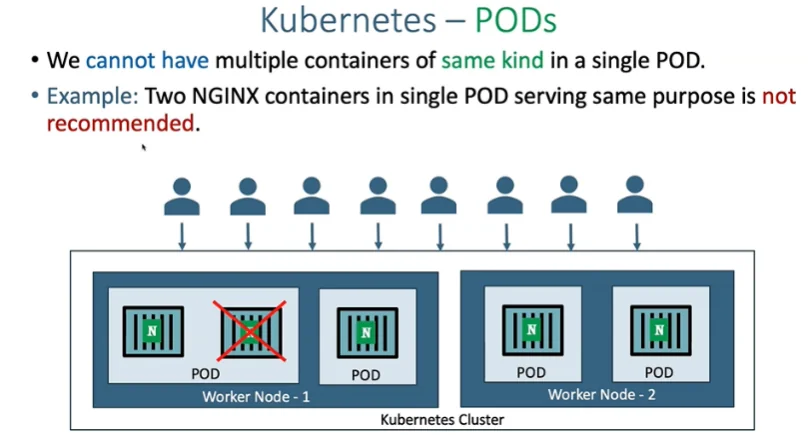 Kubernetes – PODs
• We cannot have multiple containers of same kind in a single POD.
• Example: Two NGINX containers in single POD serving same purpose is not
recommended.
N N N N N
POD POD POD POD
Worker Node - 1 Worker Node - 2
Kubernetes Cluster